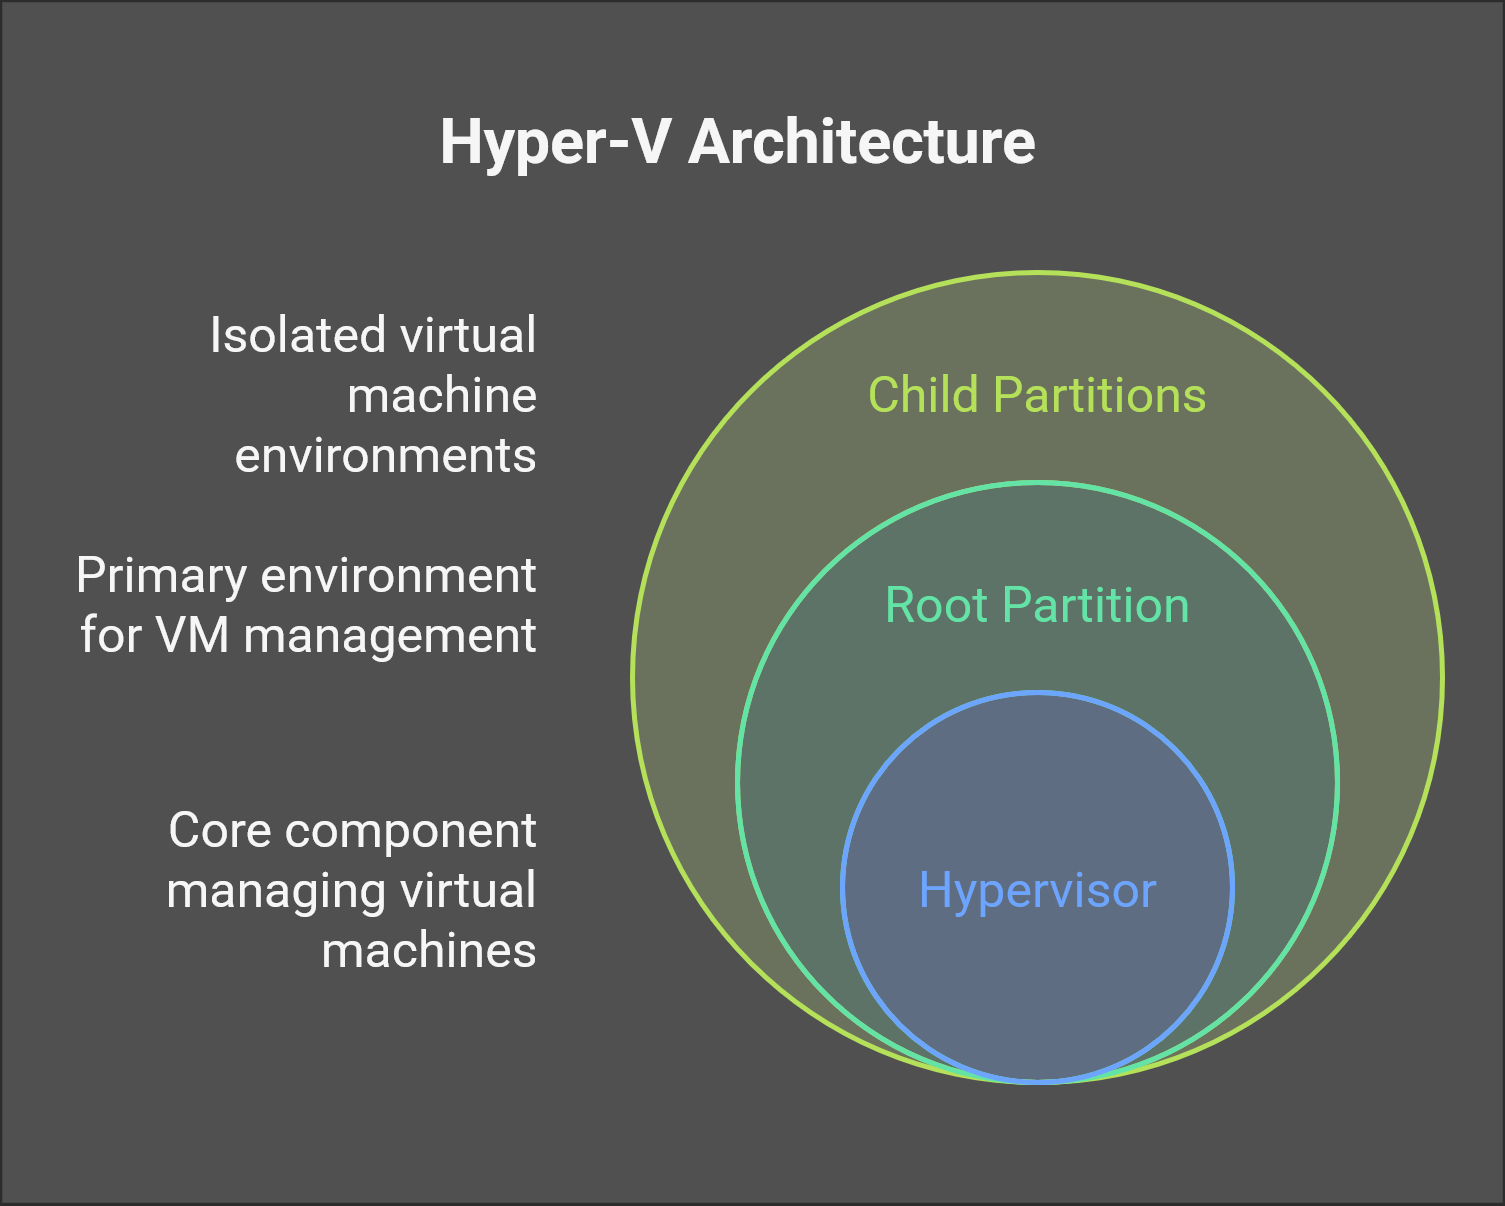 Hyper-V Architecture
Isolated virtual
machine
environments
Child Partitions
Primary environment
for VM management
Root Partition
Core component
managing virtual
machines
Hypervisor